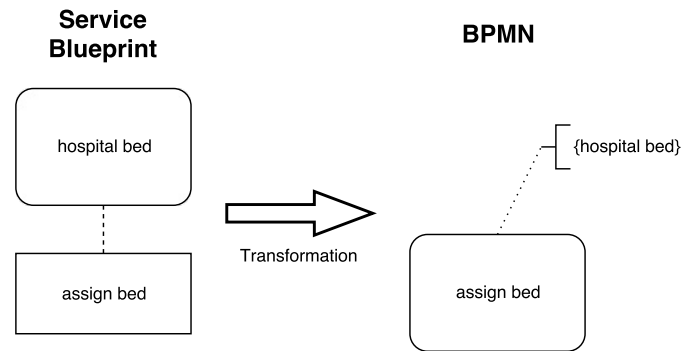 Service
Blueprint
BPMN
hospital bed
{hospital bed}
Transformation
assign bed
assign bed